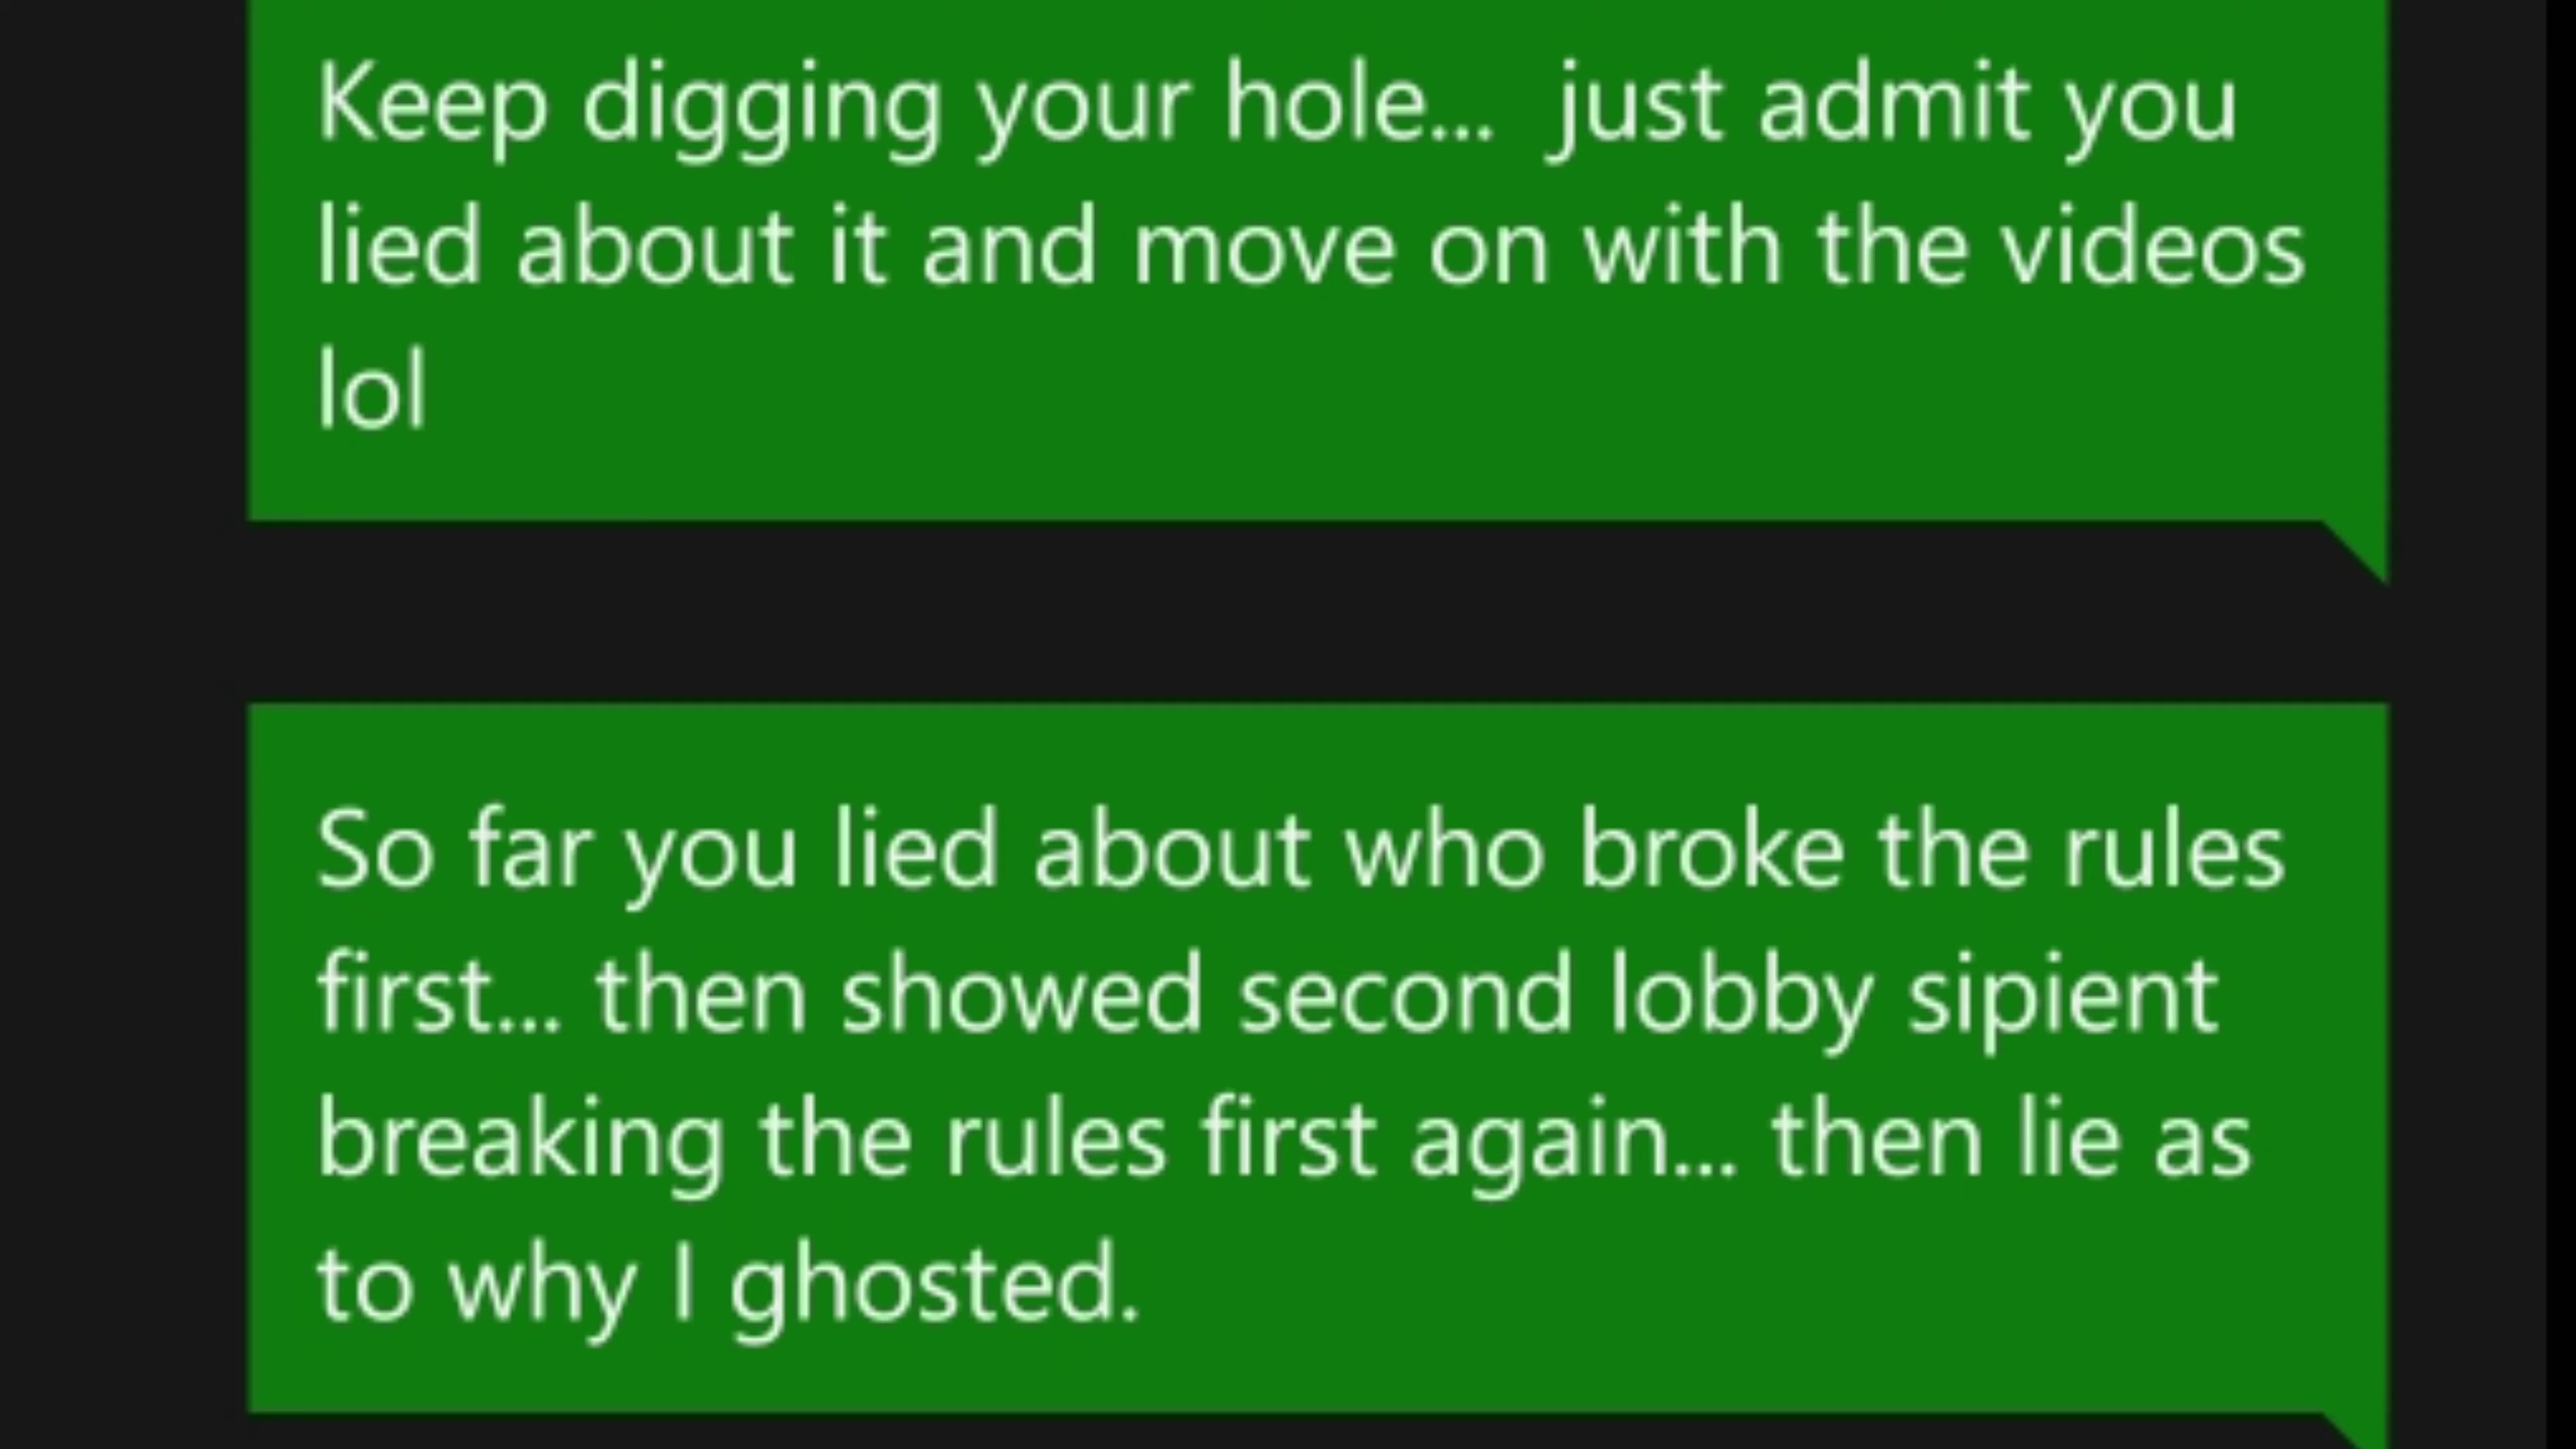 Keep digging your hole...  just admit you
lied about it and move on with the videos
lol
So far you lied about who broke the rules
first... then showed second lobby sipient
breaking the rules first again... then lie as
to why I ghosted.